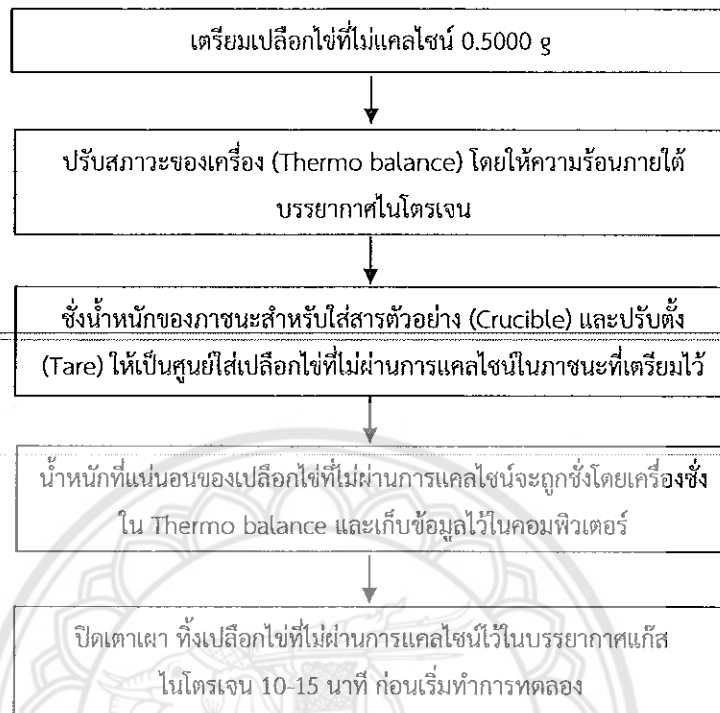 เตรียมเปลือกไข่ที่ไม่แคลไซน์ 0.5000 g
ปรับสภาวะของเครื่อง (Thermo balance) โดยให้ความร้อนภายใต้
บรรยากาศไนโตรเจน
ชั่งน้ำหนักของภาชนะสำหรับใส่สารตัวอย่าง (Crucible) และปรับตั้ง
(Tare) ให้เป็นศูนย์ใส่เปลือกไข่ที่ไม่ผ่านการแคลไซน์ในภาชนะที่เตรียมไว้
น้ำหนักที่แน่นอนของเปลือกไข่ที่ไม่ผ่านการแคลไซน์จะถูกชั่งโดยเครื่องชั่ง
ใน Thermo balance และเก็บข้อมูลไว้ในคอมพิวเตอร์
ปิดเตาเผา ทิ้งเปลือกไข่ที่ไม่ผ่านการแคลไซน์ไว้ในบรรยากาศแก๊ส
ไนโตรเจน 10-15 นาที ก่อนเริ่มทำการทดลอง